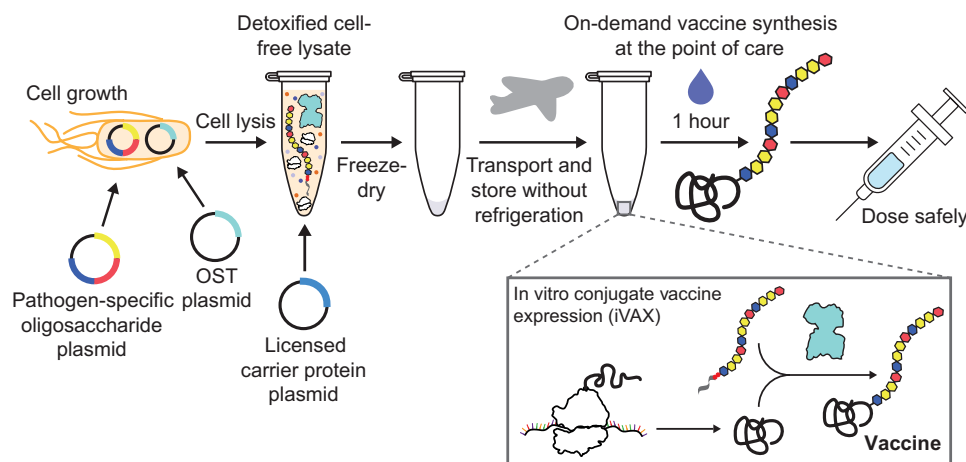 Detoxified cell-
free lysate
On-demand vaccine synthesis
at the point of care
Cell growth
Cell lysis
1 hour
Freeze-
dry
Transport and
store without
refrigeration
Dose safely
OST
plasmid
Pathogen-specific
oligosaccharide
plasmid
Licensed
carrier protein
plasmid
In vitro conjugate vaccine
expression (iVAX)
Vaccine